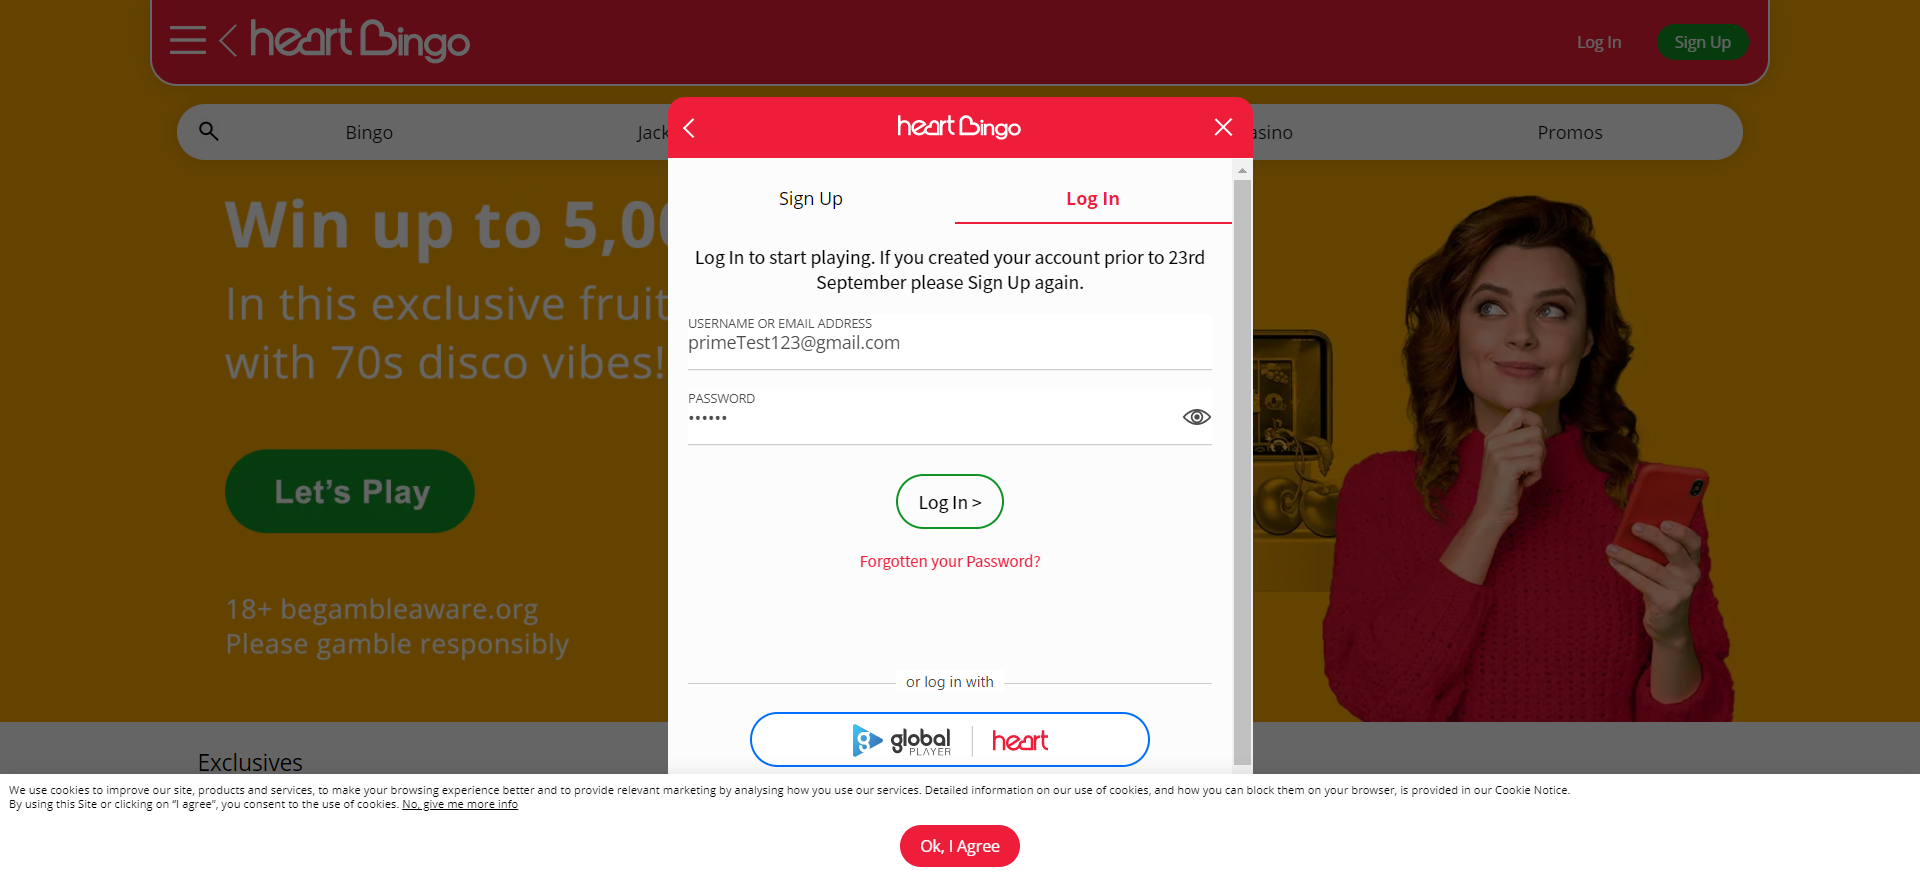 heart Bingo
Log In
Sign Up
Bingo
Promos
heart Bingo
Sign Up
Log In
Log In to start playing. If you created your account prior to 23rd
September please Sign Up again.
USERNAME OR EMAIL ADDRESS
primeTest123@gmail.com
PASSWORD
••••••
Log In >
Forgotten your Password?
or log in with
global
PLAYER
heart
Win up to 5,0
In this exclusive fruit
with 70s disco vibes!
Let's Play
18+ begambleaware.org
Please gamble responsibly
Exclusives
We use cookies to improve our site, products and services, to make your browsing experience better and to provide relevant marketing by analysing how you use our services. Detailed information on our use of cookies, and how you can block them on your browser, is provided in our Cookie Notice.
By using this Site or clicking on “I agree”, you consent to the use of cookies. No, give me more info
Ok, I Agree